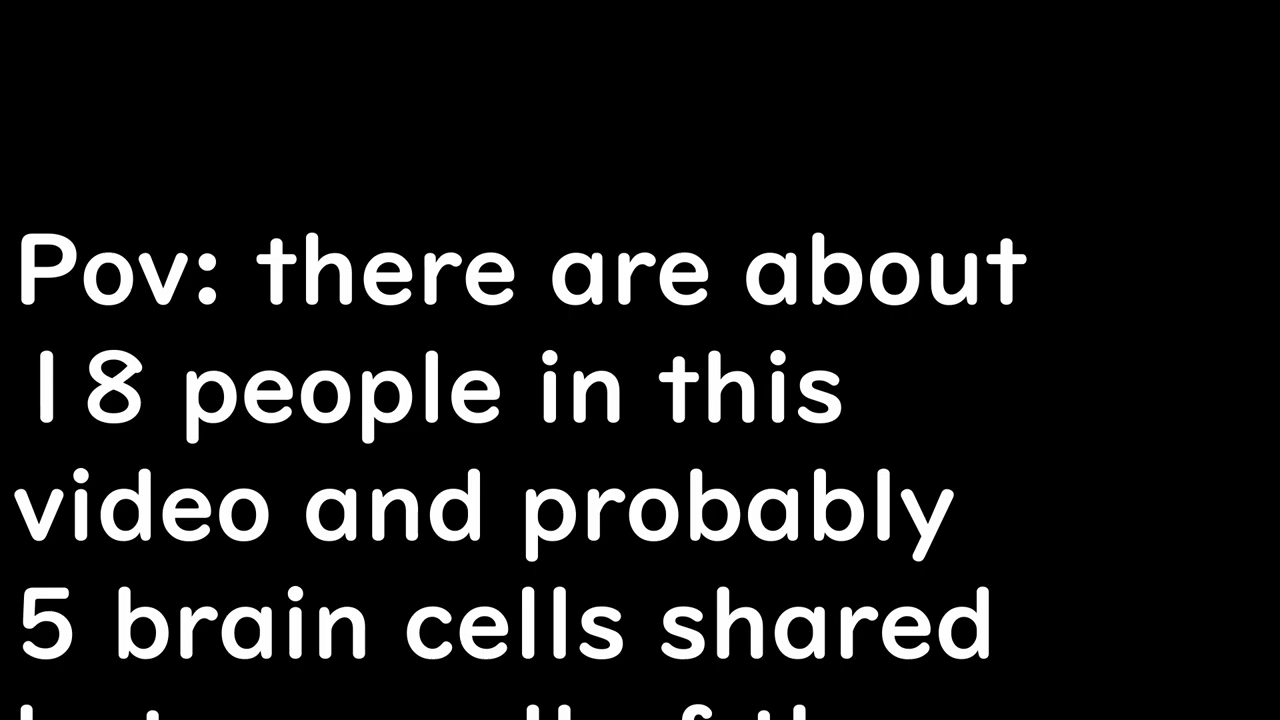 Pov: there are about
18 people in this
video and probably
5 brain cells shared